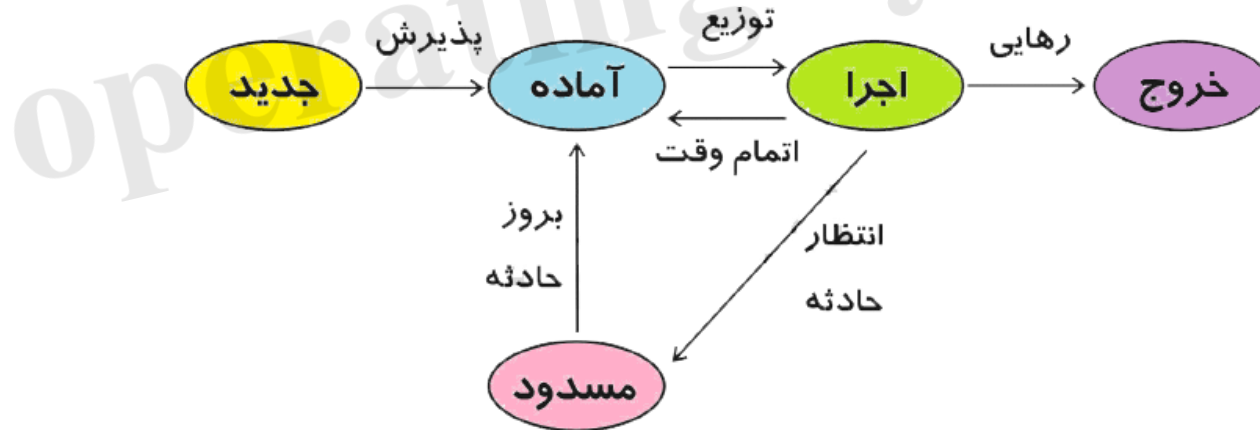 operating
توزیع
رهایی
پذیرش
جدید
آماده
اجرا
خروج
اتمام وقت
بروز
حادثه
انتظار
حادثه
مسدود